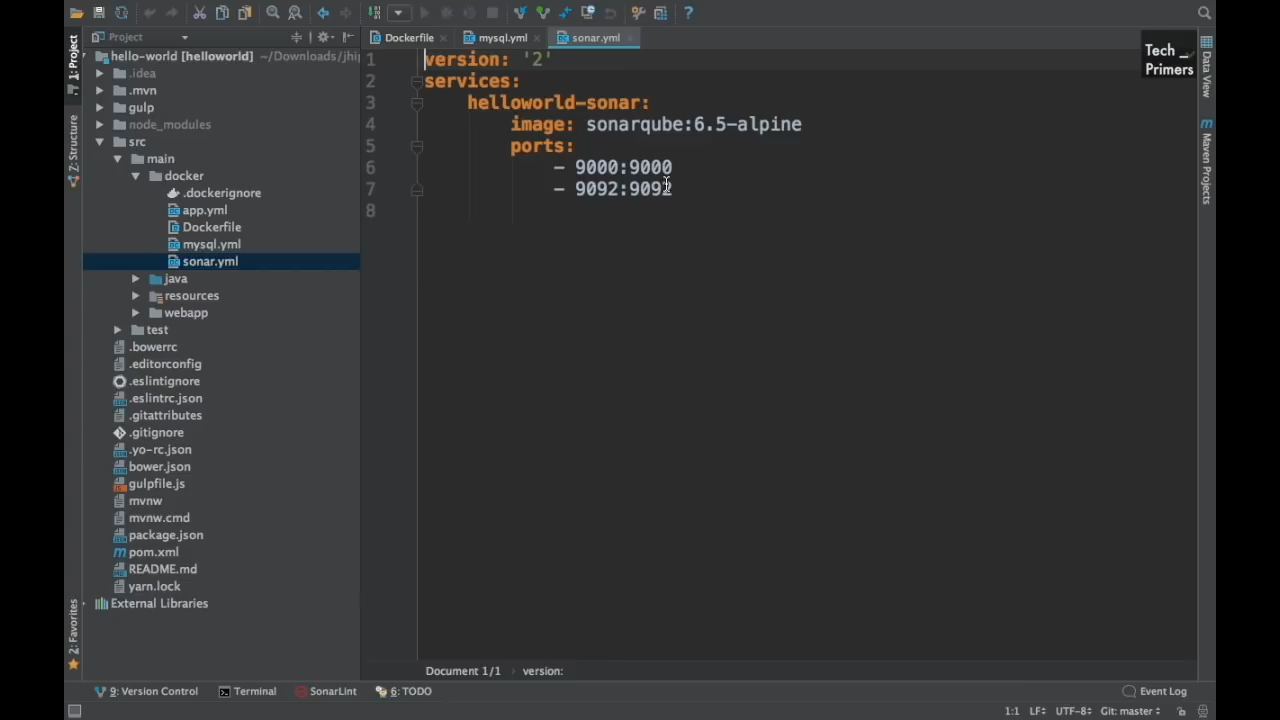 Project
Dockerfile
mysql.yml
sonar.yml
Tech _
Primers
1: Project
Z: Structure
2: Favorites
Data View
Maven Projects
hello-world [helloworld] ~/Downloads/jhip
.idea
.mvn
gulp
node_modules
src
main
docker
.dockerignore
app.yml
Dockerfile
mysql.yml
sonar.yml
java
resources
webapp
test
.bowerrc
.editorconfig
.eslintignore
.eslintrc.json
.gitattributes
.gitignore
.yo-rc.json
bower.json
gulpfile.js
mvnw
mvnw.cmd
package.json
pom.xml
README.md
yarn.lock
External Libraries
1 version: '2'
2 services:
3 helloworld-sonar:
4 image: sonarqube:6.5-alpine
5 ports:
6 - 9000:9000
7 - 9092:9092
8
Document 1/1 › version:
9: Version Control Terminal SonarLint 6: TODO Event Log
1:1 LF÷ UTF-8÷ Git: master÷